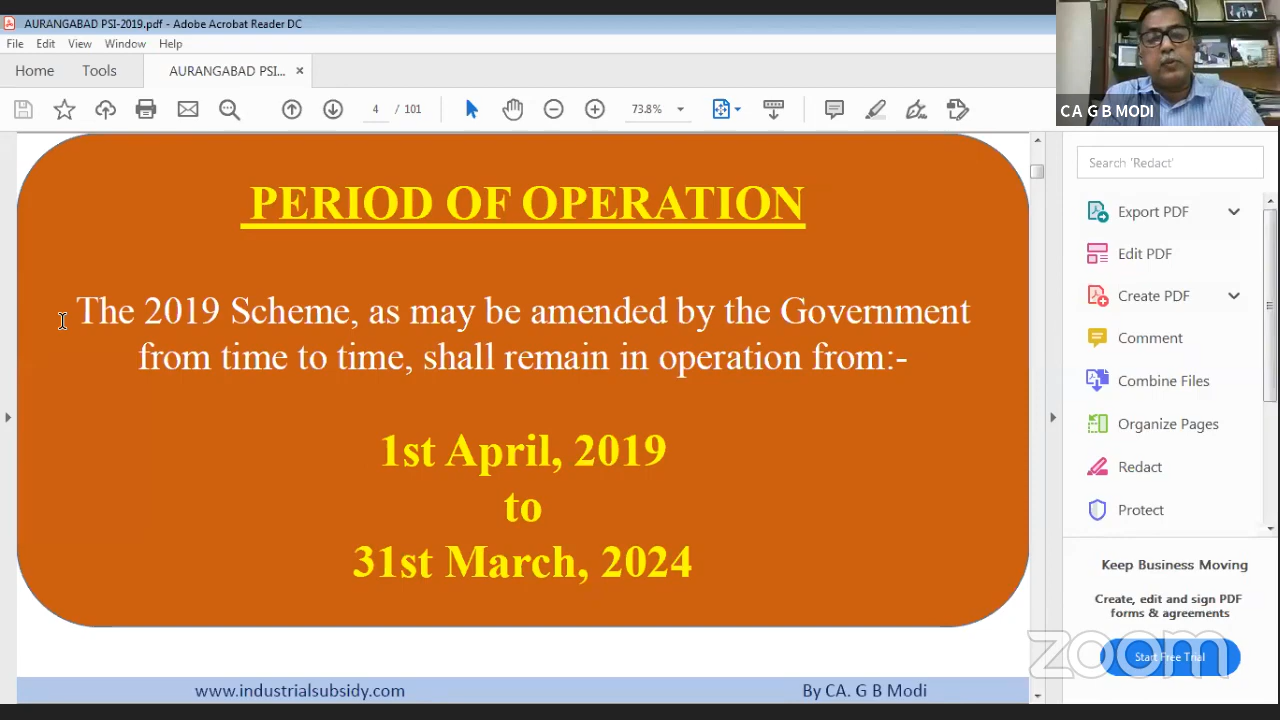 AURANGABAD PSI-2019.pdf - Adobe Acrobat Reader DC
File Edit View Window Help
Home Tools AURANGABAD PSI... ×
4 / 101 73.8%
CA G B MODI
PERIOD OF OPERATION
The 2019 Scheme, as may be amended by the Government
from time to time, shall remain in operation from:-
1st April, 2019
to
31st March, 2024
www.industrialsubsidy.com By CA. G B Modi
Search 'Redact'
Export PDF
Edit PDF
Create PDF
Comment
Combine Files
Organize Pages
Redact
Protect
Keep Business Moving
Create, edit and sign PDF
forms & agreements
Start Free Trial
zoom